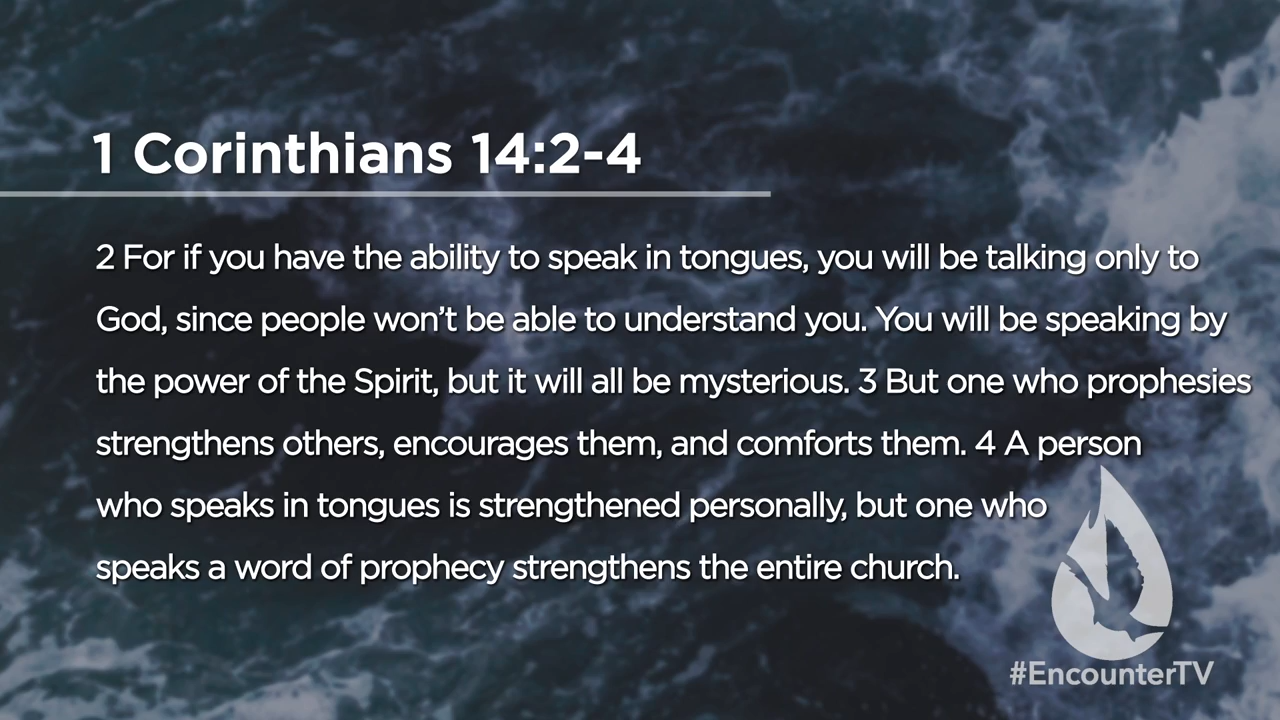 1 Corinthians 14:2-4
2 For if you have the ability to speak in tongues, you will be talking only to
God, since people won’t be able to understand you. You will be speaking by
the power of the Spirit, but it will all be mysterious. 3 But one who prophesies
strengthens others, encourages them, and comforts them. 4 A person
who speaks in tongues is strengthened personally, but one who
speaks a word of prophecy strengthens the entire church.
#EncounterTV